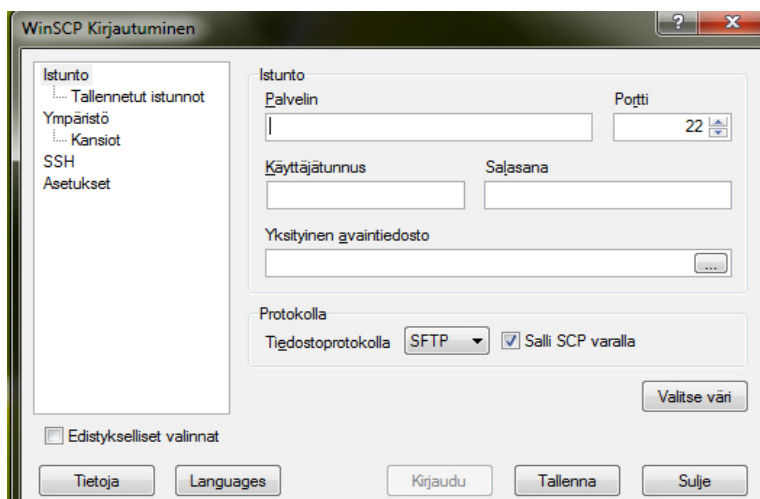 WinSCP Kirjautuminen
?
X
Istunto
Tallennetut istunnot
Ympäristö
Kansiot
SSH
Asetukset
Istunto
Palvelin
Portti
22
Käyttäjätunnus
Salasana
Yksityinen avaintiedosto
...
Protokolla
Tiedostoprotokolla
SFTP
Salli SCP varalla
Valitse väri
Edistykselliset valinnat
Tietoja
Languages
Kirjaudu
Tallenna
Sulje